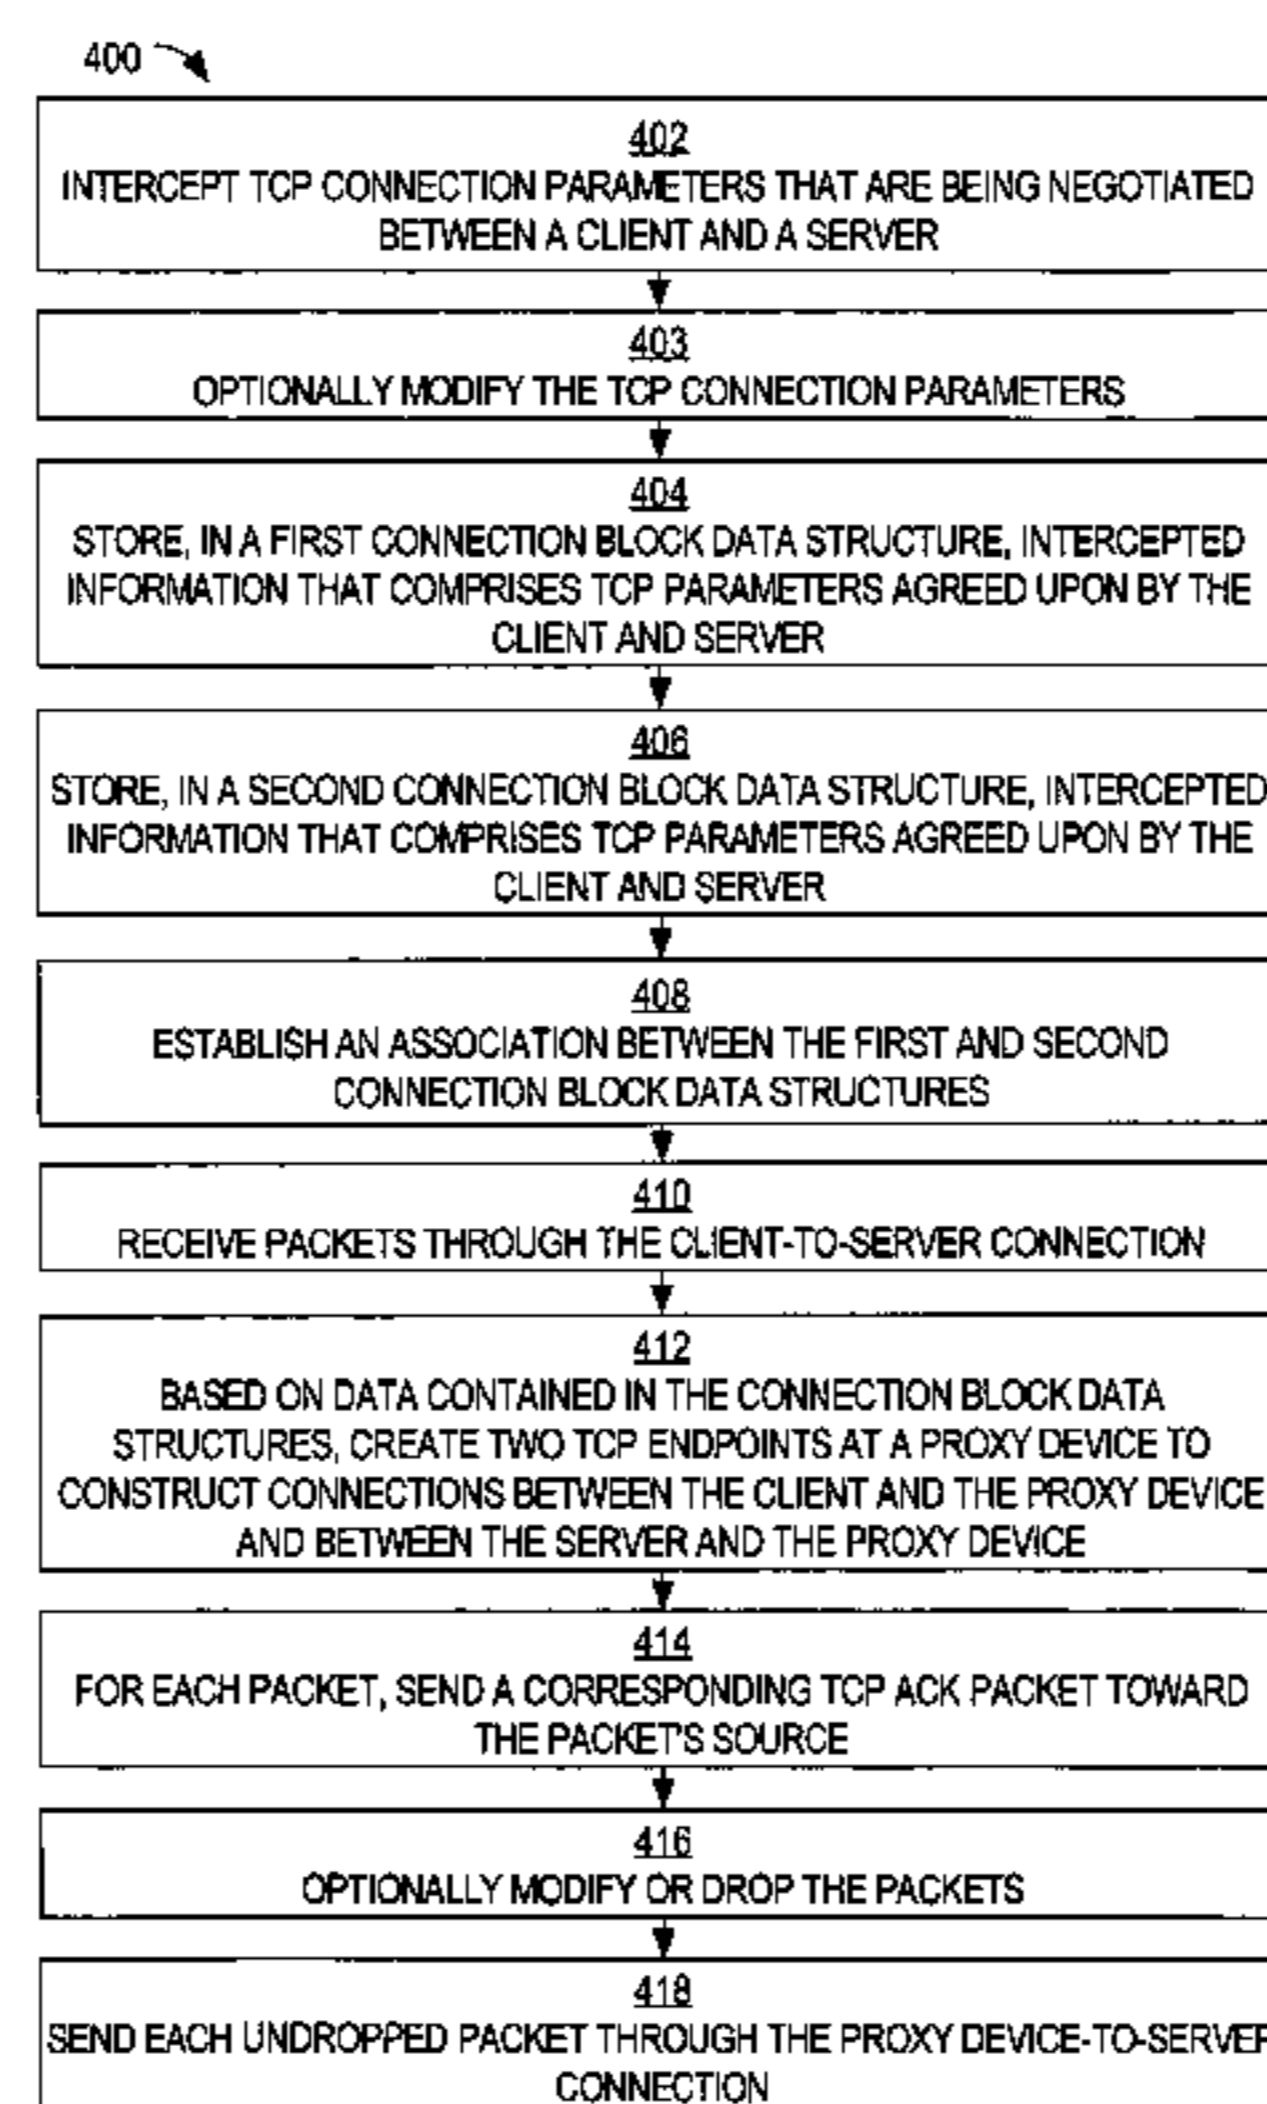 400
402
INTERCEPT TCP CONNECTION PARAMETERS THAT ARE BEING NEGOTIATED
BETWEEN A CLIENT AND A SERVER
403
OPTIONALLY MODIFY THE TCP CONNECTION PARAMETERS
404
STORE, IN A FIRST CONNECTION BLOCK DATA STRUCTURE, INTERCEPTED
INFORMATION THAT COMPRISES TCP PARAMETERS AGREED UPON BY THE
CLIENT AND SERVER
406
STORE, IN A SECOND CONNECTION BLOCK DATA STRUCTURE, INTERCEPTED
INFORMATION THAT COMPRISES TCP PARAMETERS AGREED UPON BY THE
CLIENT AND SERVER
408
ESTABLISH AN ASSOCIATION BETWEEN THE FIRST AND SECOND
CONNECTION BLOCK DATA STRUCTURES
410
RECEIVE PACKETS THROUGH THE CLIENT-TO-SERVER CONNECTION
412
BASED ON DATA CONTAINED IN THE CONNECTION BLOCK DATA
STRUCTURES, CREATE TWO TCP ENDPOINTS AT A PROXY DEVICE TO
CONSTRUCT CONNECTIONS BETWEEN THE CLIENT AND THE PROXY DEVICE
AND BETWEEN THE SERVER AND THE PROXY DEVICE
414
FOR EACH PACKET, SEND A CORRESPONDING TCP ACK PACKET TOWARD
THE PACKET'S SOURCE
416
OPTIONALLY MODIFY OR DROP THE PACKETS
418
SEND EACH UNDROPPED PACKET THROUGH THE PROXY DEVICE-TO-SERVER
CONNECTION